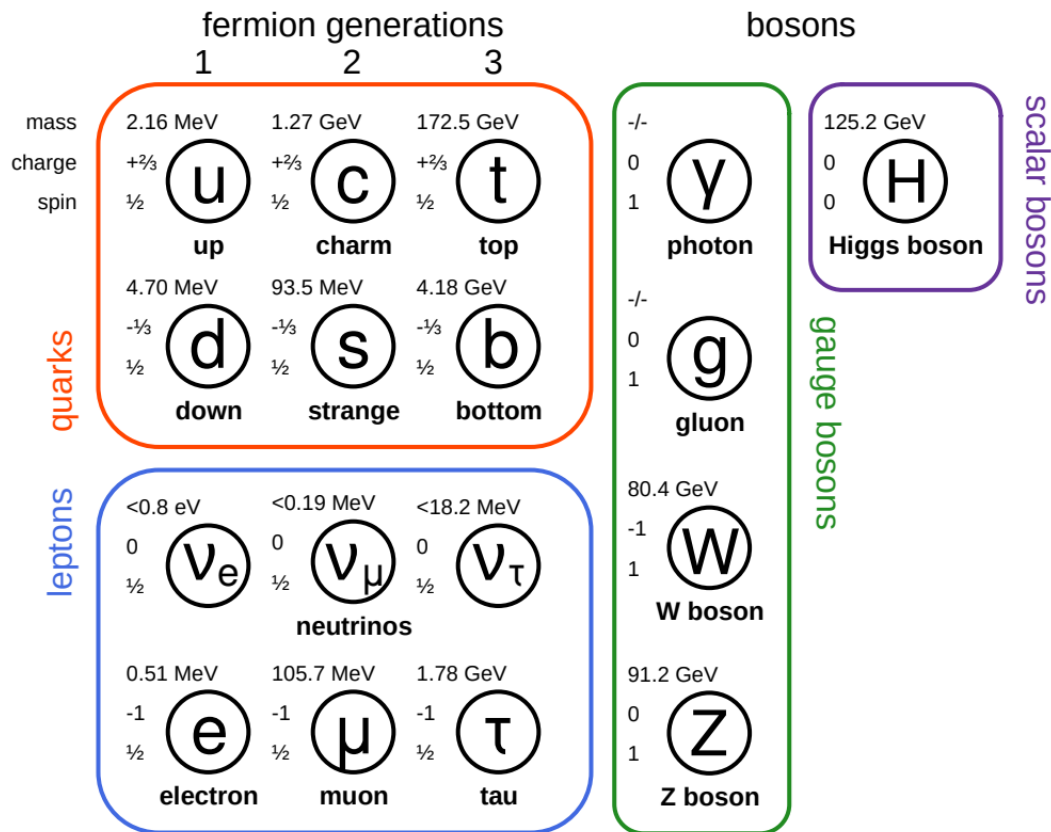 fermion generations
1 2 3
bosons
mass
charge
spin
2.16 MeV
+⅔
½
u
up
1.27 GeV
+⅔
½
c
charm
172.5 GeV
+⅔
½
t
top
4.70 MeV
-⅓
½
d
down
93.5 MeV
-⅓
½
s
strange
4.18 GeV
-⅓
½
b
bottom
quarks
<0.8 eV
0
½
νe
<0.19 MeV
0
½
νμ
<18.2 MeV
0
½
ντ
neutrinos
0.51 MeV
-1
½
e
electron
105.7 MeV
-1
½
μ
muon
1.78 GeV
-1
½
τ
tau
leptons
-/-
0
1
γ
photon
-/-
0
1
g
gluon
80.4 GeV
-1
1
W
W boson
91.2 GeV
0
1
Z
Z boson
gauge bosons
125.2 GeV
0
0
H
Higgs boson
scalar bosons